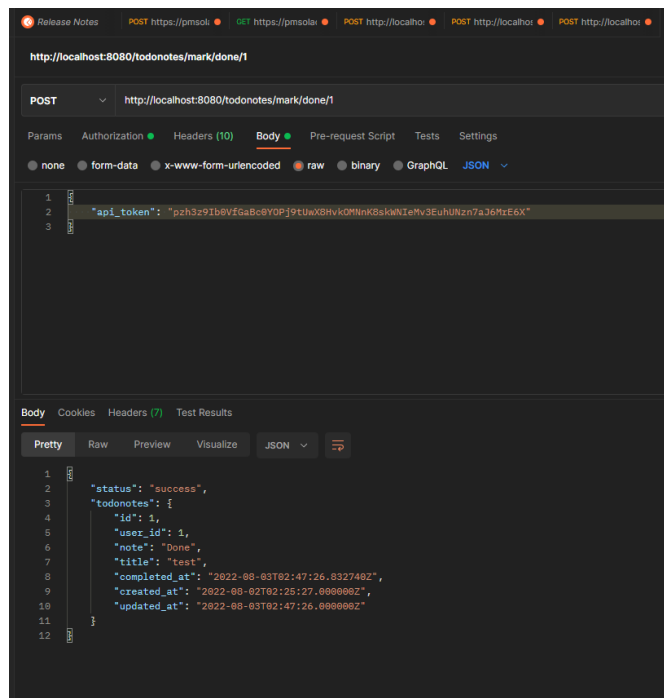 Release Notes POST https://pmsola GET https://pmsolac POST http://localho: POST http://localho: POST http://localho:
http://localhost:8080/todonotes/mark/done/1
POST http://localhost:8080/todonotes/mark/done/1
Params Authorization Headers (10) Body Pre-request Script Tests Settings
none form-data x-www-form-urlencoded raw binary GraphQL JSON
1 {
2 "api_token": "pzh3z9Ib0VfGaBc0YOPj9tUwX8HvkOMNnK8skWNIeMv3EuhUNzn7aJ6MrE6X"
3 }
Body Cookies Headers (7) Test Results
Pretty Raw Preview Visualize JSON
1 {
2 "status": "success",
3 "todonotes": {
4 "id": 1,
5 "user_id": 1,
6 "note": "Done",
7 "title": "test",
8 "completed_at": "2022-08-03T02:47:26.832740Z",
9 "created_at": "2022-08-02T02:25:27.000000Z",
10 "updated_at": "2022-08-03T02:47:26.000000Z"
11 }
12 }